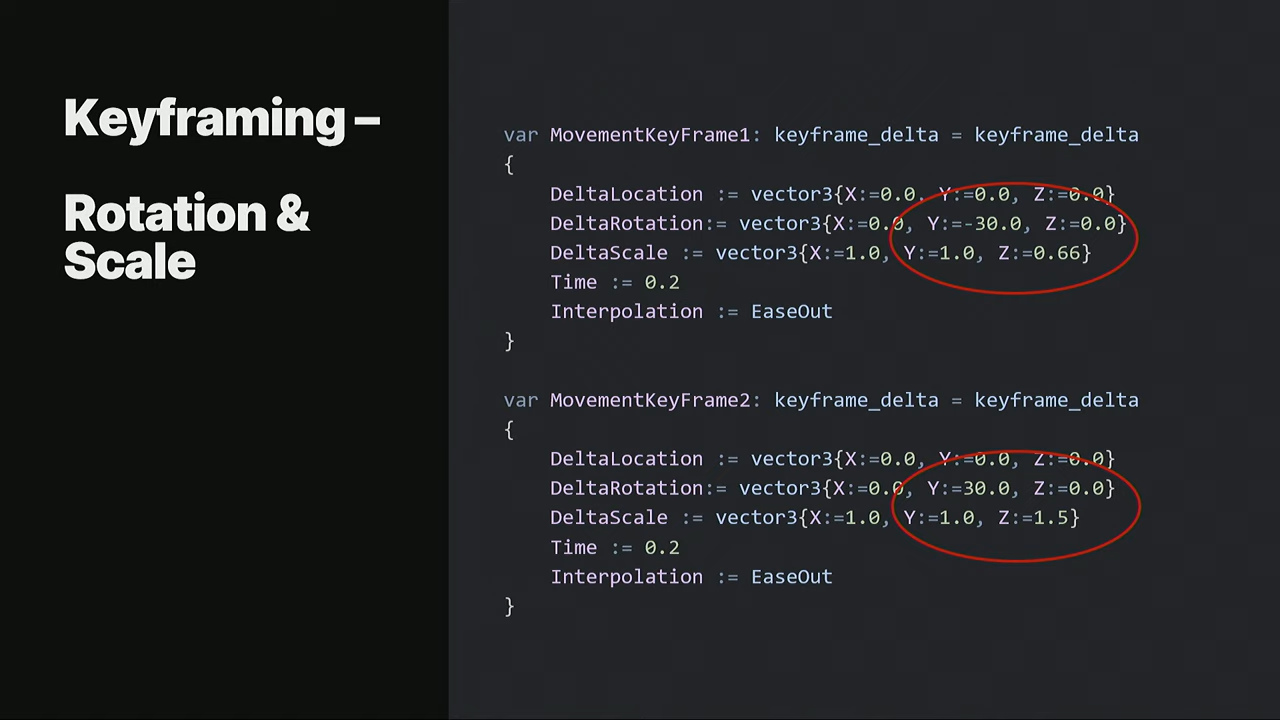 Keyframing –
Rotation &
Scale
var MovementKeyFrame1: keyframe_delta = keyframe_delta
{
    DeltaLocation := vector3{X:=0.0, Y:=0.0, Z:=0.0}
    DeltaRotation:= vector3{X:=0.0, Y:=-30.0, Z:=0.0}
    DeltaScale := vector3{X:=1.0, Y:=1.0, Z:=0.66}
    Time := 0.2
    Interpolation := EaseOut
}
var MovementKeyFrame2: keyframe_delta = keyframe_delta
{
    DeltaLocation := vector3{X:=0.0, Y:=0.0, Z:=0.0}
    DeltaRotation:= vector3{X:=0.0, Y:=30.0, Z:=0.0}
    DeltaScale := vector3{X:=1.0, Y:=1.0, Z:=1.5}
    Time := 0.2
    Interpolation := EaseOut
}